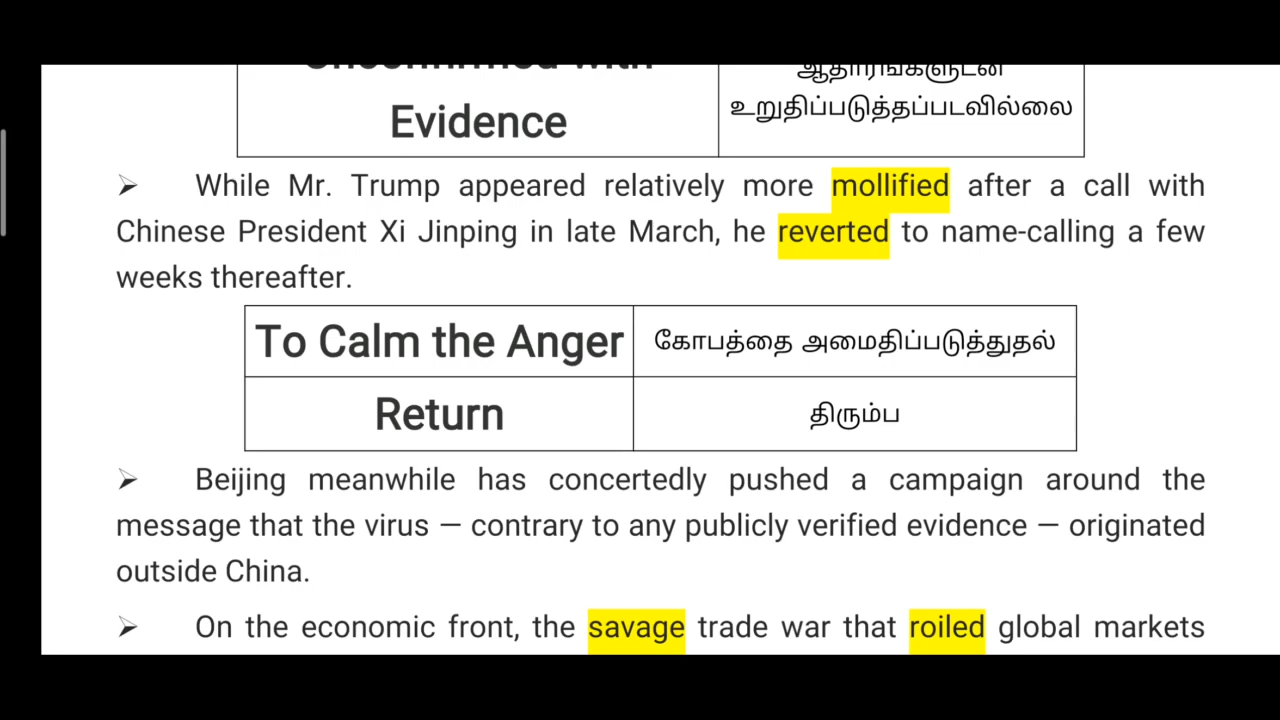 Unconfirmed with
ஆதாரங்களுடன்
Evidence
உறுதிப்படுத்தப்படவில்லை
➢ While Mr. Trump appeared relatively more mollified after a call with
Chinese President Xi Jinping in late March, he reverted to name-calling a few
weeks thereafter.
To Calm the Anger
கோபத்தை அமைதிப்படுத்துதல்
Return
திரும்ப
➢ Beijing meanwhile has concertedly pushed a campaign around the
message that the virus — contrary to any publicly verified evidence — originated
outside China.
➢ On the economic front, the savage trade war that roiled global markets